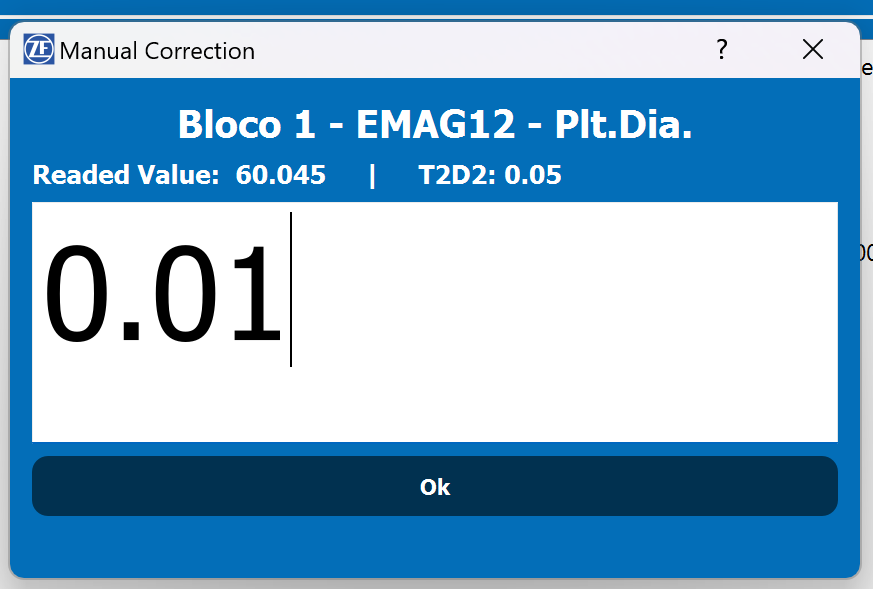 ZF Manual Correction ?
Bloco 1 - EMAG12 - Plt.Dia.
Readed Value: 60.045 | T2D2: 0.05
0.01
Ok